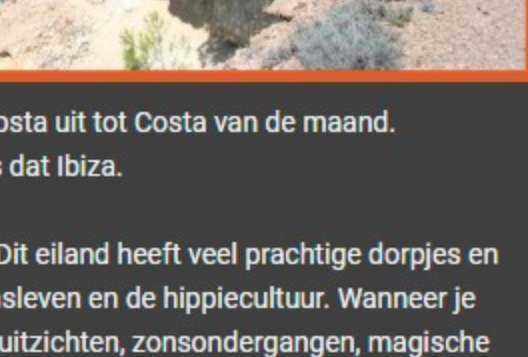 osta uit tot Costa van de maand.
s dat Ibiza.
Dit eiland heeft veel prachtige dorpjes en
nsleven en de hippiecultuur. Wanneer je
uitzichten, zonsondergangen, magische